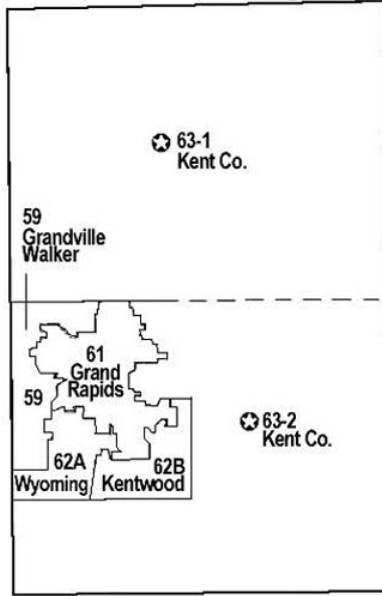 63-1
Kent Co.
59
Grandville
Walker
61
Grand
Rapids
59
63-2
Kent Co.
62A
Wyoming
62B
Kentwood